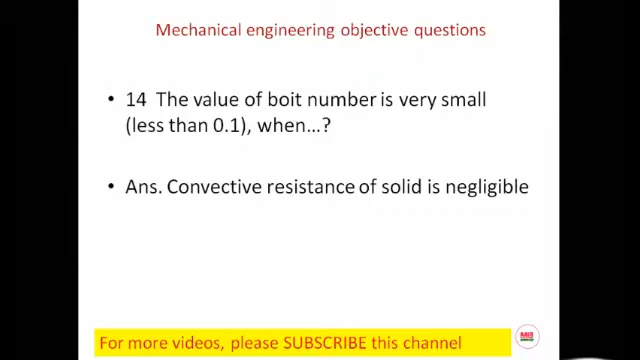 Mechanical engineering objective questions
• 14 The value of boit number is very small
(less than 0.1), when...?
• Ans. Convective resistance of solid is negligible
For more videos, please SUBSCRIBE this channel